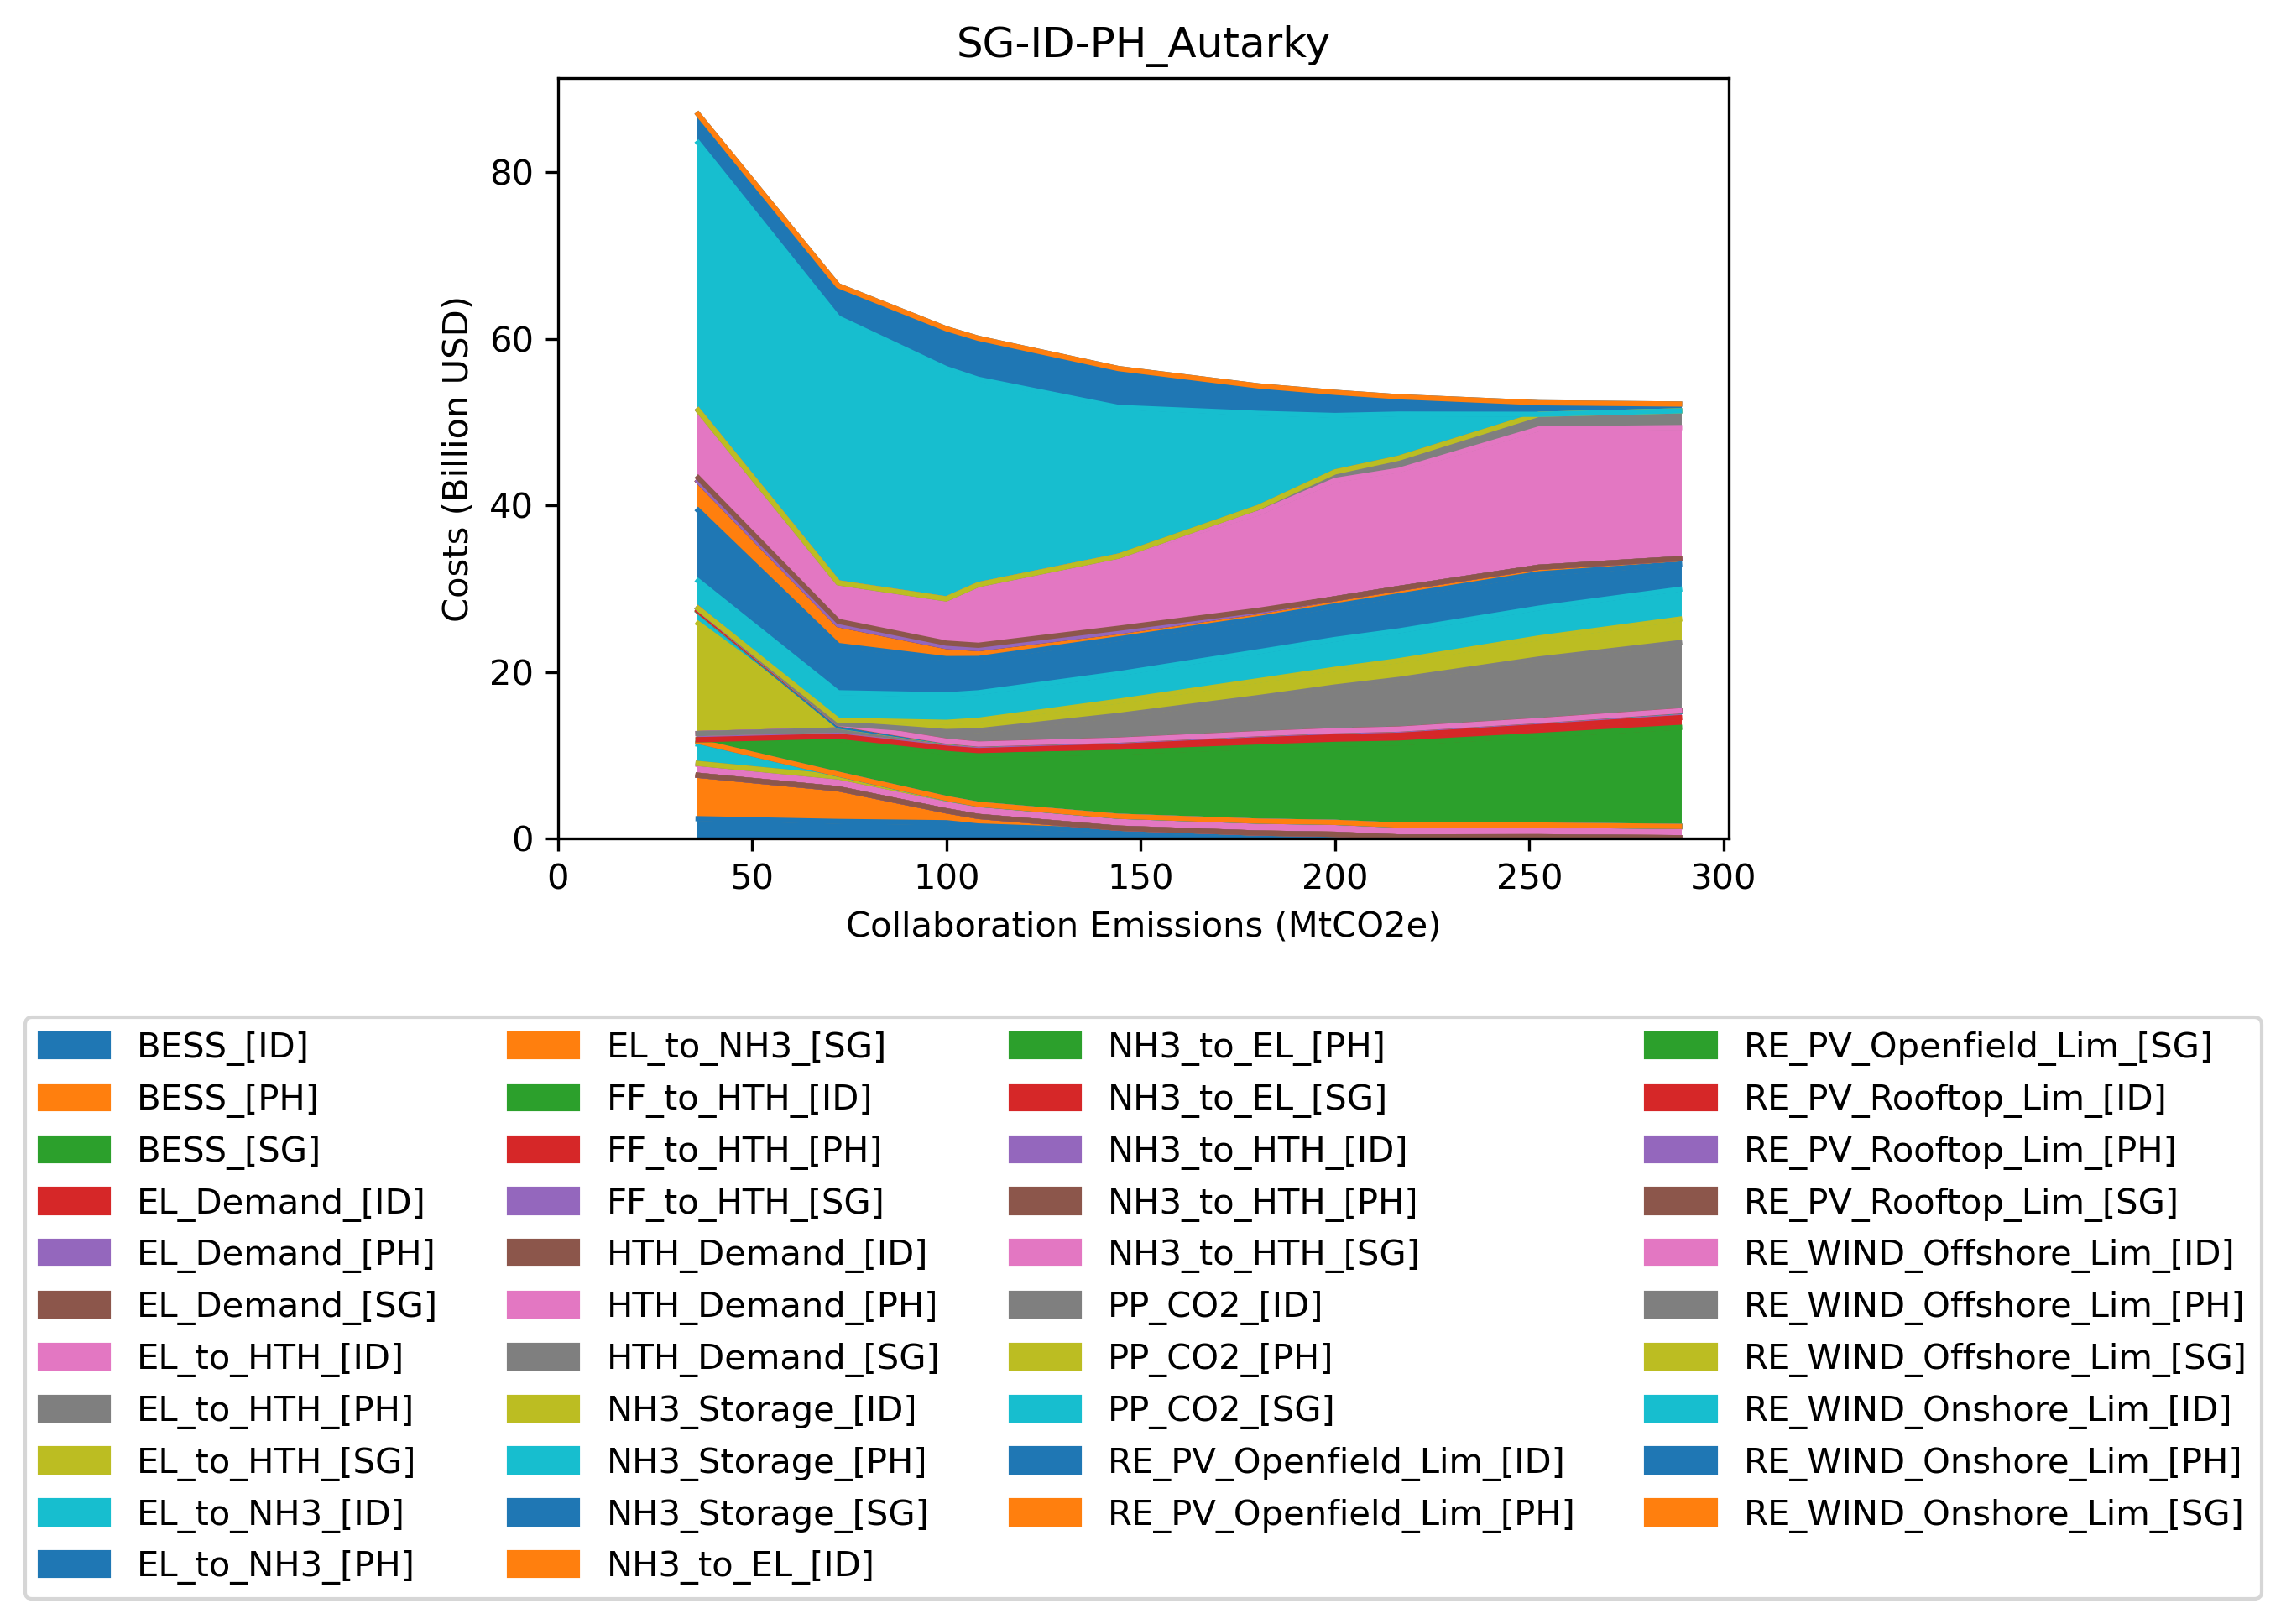 SG-ID-PH_Autarky
Costs (Billion USD)
80
60
40
20
0
0 50 100 150 200 250 300
Collaboration Emissions (MtCO2e)
BESS_[ID]
BESS_[PH]
BESS_[SG]
EL_Demand_[ID]
EL_Demand_[PH]
EL_Demand_[SG]
EL_to_HTH_[ID]
EL_to_HTH_[PH]
EL_to_HTH_[SG]
EL_to_NH3_[ID]
EL_to_NH3_[PH]
EL_to_NH3_[SG]
FF_to_HTH_[ID]
FF_to_HTH_[PH]
FF_to_HTH_[SG]
HTH_Demand_[ID]
HTH_Demand_[PH]
HTH_Demand_[SG]
NH3_Storage_[ID]
NH3_Storage_[PH]
NH3_Storage_[SG]
NH3_to_EL_[ID]
NH3_to_EL_[PH]
NH3_to_EL_[SG]
NH3_to_HTH_[ID]
NH3_to_HTH_[PH]
NH3_to_HTH_[SG]
PP_CO2_[ID]
PP_CO2_[PH]
PP_CO2_[SG]
RE_PV_Openfield_Lim_[ID]
RE_PV_Openfield_Lim_[PH]
RE_PV_Openfield_Lim_[SG]
RE_PV_Rooftop_Lim_[ID]
RE_PV_Rooftop_Lim_[PH]
RE_PV_Rooftop_Lim_[SG]
RE_WIND_Offshore_Lim_[ID]
RE_WIND_Offshore_Lim_[PH]
RE_WIND_Offshore_Lim_[SG]
RE_WIND_Onshore_Lim_[ID]
RE_WIND_Onshore_Lim_[PH]
RE_WIND_Onshore_Lim_[SG]